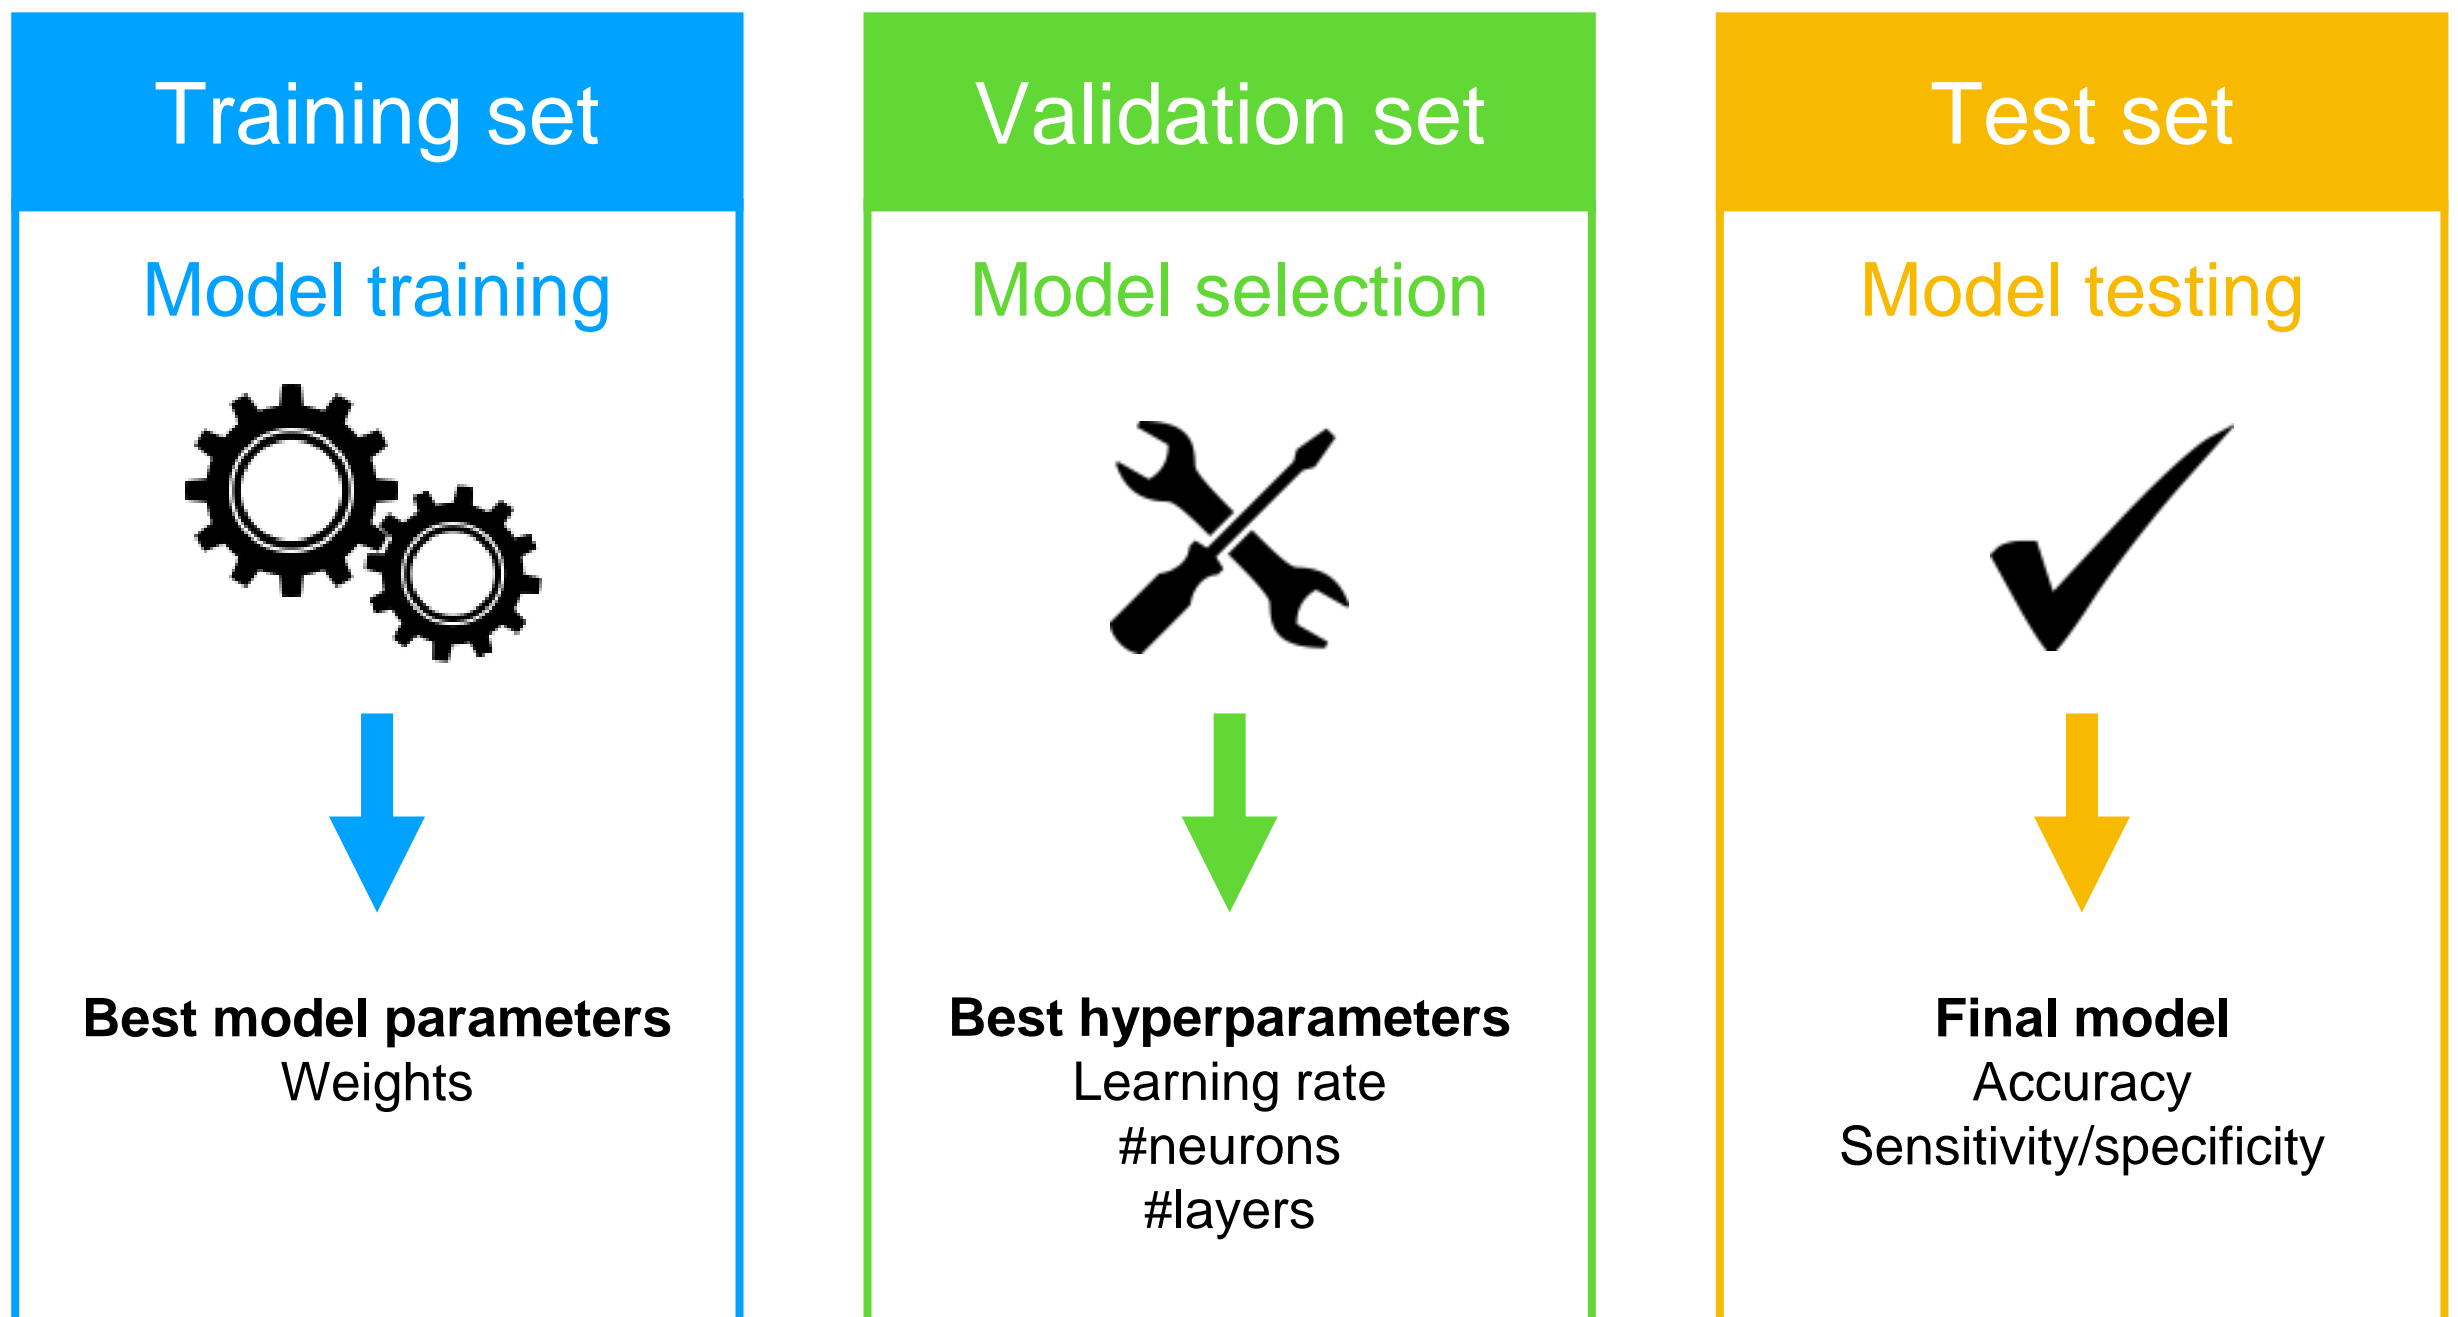 Training set
Model training
Best model parameters
Weights
Validation set
Model selection
Best hyperparameters
Learning rate
#neurons
#layers
Test set
Model testing
Final model
Accuracy
Sensitivity/specificity